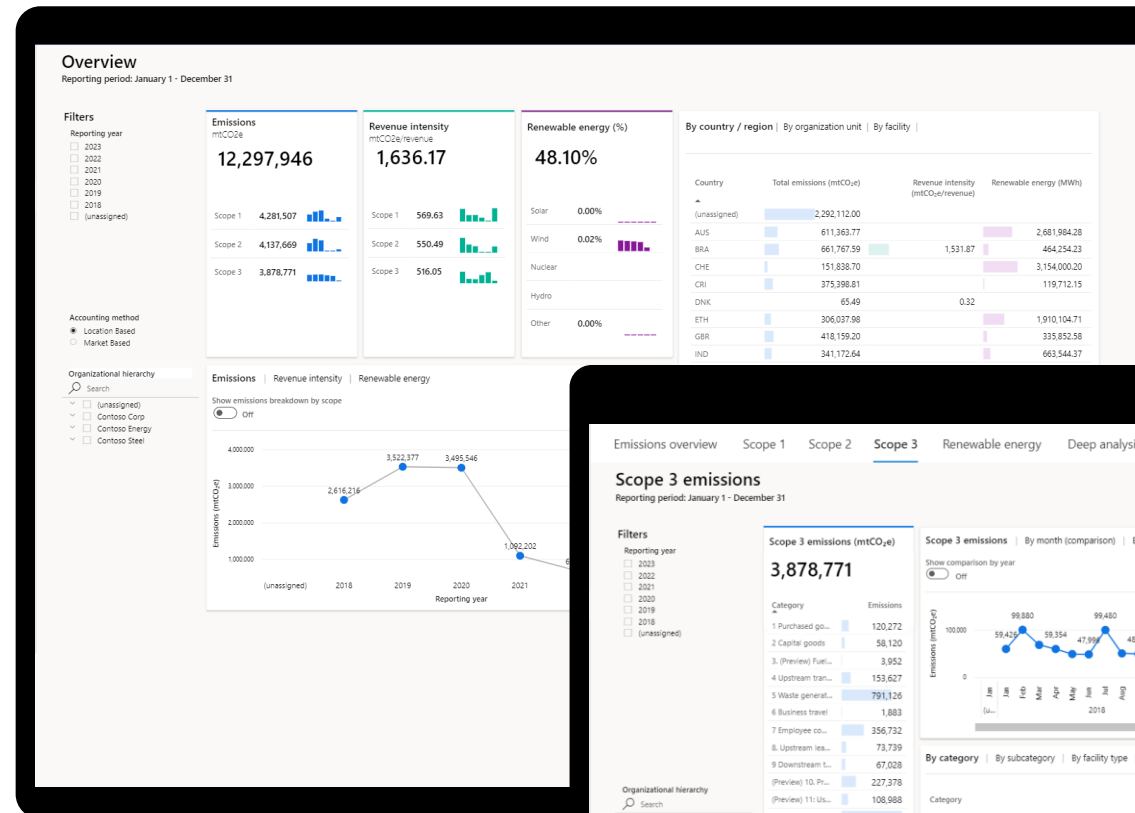 Overview
Reporting period: January 1 - December 31
Filters
Reporting year
2023
2022
2021
2020
2019
2018
(unassigned)
Accounting method
Location Based
Market Based
Organizational hierarchy
Search
(unassigned)
Contoso Corp
Contoso Energy
Contoso Steel
Emissions
mtCO2e
12,297,946
Scope 1 4,281,507
Scope 2 4,137,669
Scope 3 3,878,771
Revenue intensity
mtCO2e/revenue
1,636.17
Scope 1 569.63
Scope 2 550.49
Scope 3 516.05
Renewable energy (%)
48.10%
Solar 0.00%
Wind 0.02%
Nuclear
Hydro
Other 0.00%
By country / region | By organization unit | By facility |
Country Total emissions (mtCO₂e) Revenue intensity (mtCO₂e/revenue) Renewable energy (MWh)
(unassigned) 2,292,112.00
AUS 611,363.77 2,681,984.28
BRA 661,767.59 1,531.87 464,254.23
CHE 151,838.70 3,154,000.20
CRI 375,398.81 119,712.15
DNK 65.49 0.32
ETH 306,037.98 1,910,104.71
GBR 418,159.20 335,852.58
IND 341,172.64 663,544.37
Emissions | Revenue intensity | Renewable energy
Show emissions breakdown by scope
Off
Emissions (mtCO₂e)
4,000,000
3,000,000
2,000,000
1,000,000
2,616,216
3,522,377
3,495,546
1,092,202
6
(unassigned) 2018 2019 2020 2021
Reporting year
Emissions overview Scope 1 Scope 2 Scope 3 Renewable energy Deep analysi
Scope 3 emissions
Reporting period: January 1 - December 31
Filters
Reporting year
2023
2022
2021
2020
2019
2018
(unassigned)
Organizational hierarchy
Search
Scope 3 emissions (mtCO₂e)
3,878,771
Category Emissions
1 Purchased go... 120,272
2 Capital goods 58,120
3. (Preview) Fuel... 3,952
4 Upstream tran... 153,627
5 Waste generat... 791,126
6 Business travel 1,883
7 Employee co... 356,732
8. Upstream lea... 73,739
9 Downstream t... 67,028
(Preview) 10. Pr... 227,378
(Preview) 11: Us... 108,988
Scope 3 emissions | By month (comparison) |
Show comparison by year
Off
Emissions (mtCO₂e)
100,000
0
59,426
99,880
59,354
47,996
99,480
48
Jan Jan Feb Mar Apr May Jun Jul Aug
(u... 2018
By category | By subcategory | By facility type
Category